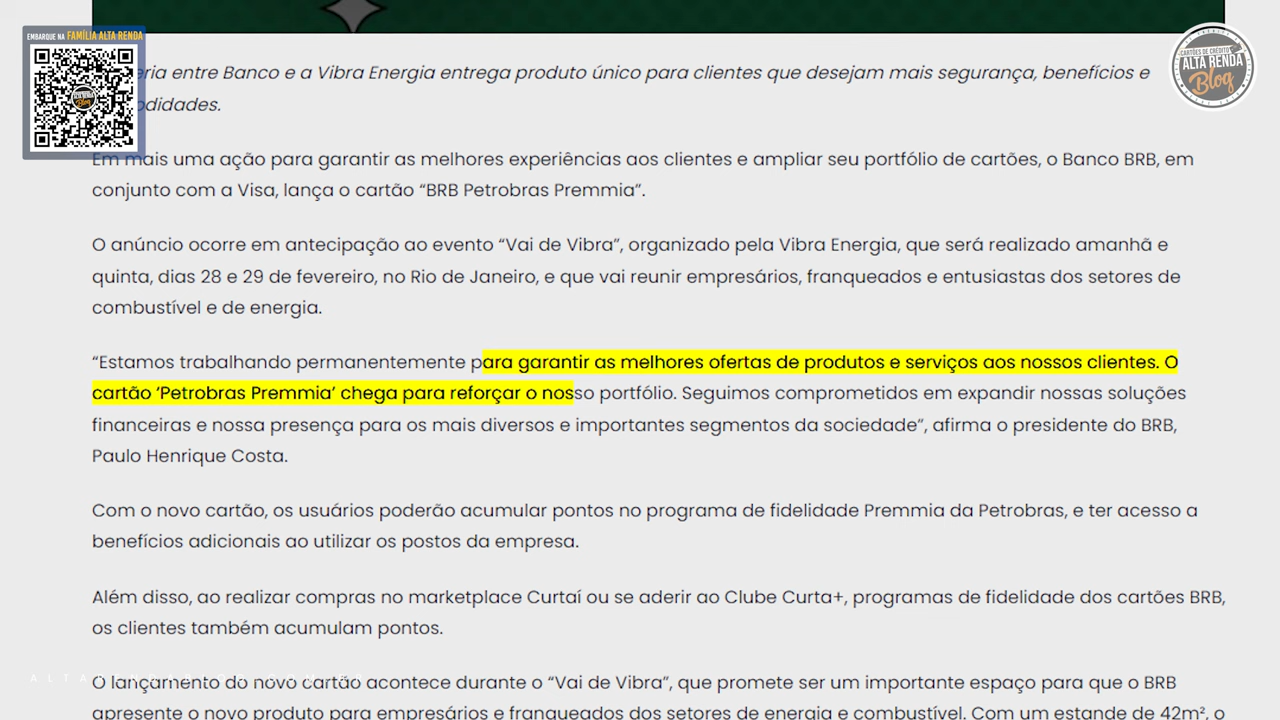 EMBARQUE NA FAMÍLIA ALTA RENDA
CARTÕES DE CRÉDITO
ALTA RENDA
Blog
entre Banco e a Vibra Energia entrega produto único para clientes que desejam mais segurança, benefícios e
Em mais uma ação para garantir as melhores experiências aos clientes e ampliar seu portfólio de cartões, o Banco BRB, em
conjunto com a Visa, lança o cartão “BRB Petrobras Premmia”.
O anúncio ocorre em antecipação ao evento “Vai de Vibra”, organizado pela Vibra Energia, que será realizado amanhã e
quinta, dias 28 e 29 de fevereiro, no Rio de Janeiro, e que vai reunir empresários, franqueados e entusiastas dos setores de
combustível e de energia.
“Estamos trabalhando permanentemente para garantir as melhores ofertas de produtos e serviços aos nossos clientes. O
cartão ‘Petrobras Premmia’ chega para reforçar o nosso portfólio. Seguimos comprometidos em expandir nossas soluções
financeiras e nossa presença para os mais diversos e importantes segmentos da sociedade”, afirma o presidente do BRB,
Paulo Henrique Costa.
Com o novo cartão, os usuários poderão acumular pontos no programa de fidelidade Premmia da Petrobras, e ter acesso a
benefícios adicionais ao utilizar os postos da empresa.
Além disso, ao realizar compras no marketplace Curtaí ou se aderir ao Clube Curta+, programas de fidelidade dos cartões BRB,
os clientes também acumulam pontos.
O lançamento do novo cartão acontece durante o “Vai de Vibra”, que promete ser um importante espaço para que o BRB
apresente o novo produto para empresários e franqueados dos setores de energia e combustível. Com um estande de 42m², o